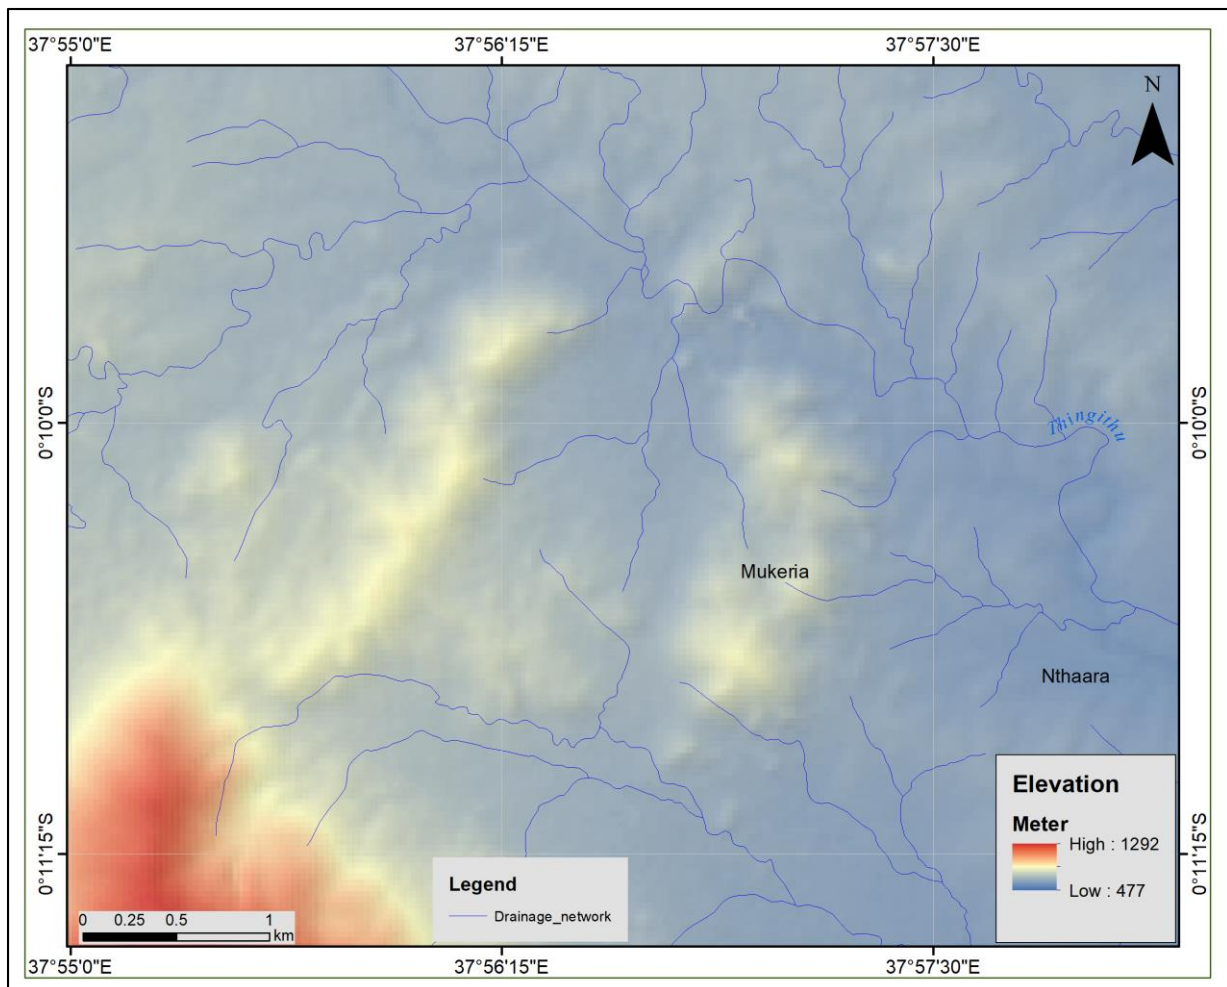 37°55'0"E 37°56'15"E 37°57'30"E
N
0°10'0"S 0°10'0"S
Thingithu
Mukeria
Nthaara
0°11'15"S 0°11'15"S
Elevation
Meter
High : 1292
Low : 477
Legend
Drainage_network
0 0.25 0.5 1
km
37°55'0"E 37°56'15"E 37°57'30"E